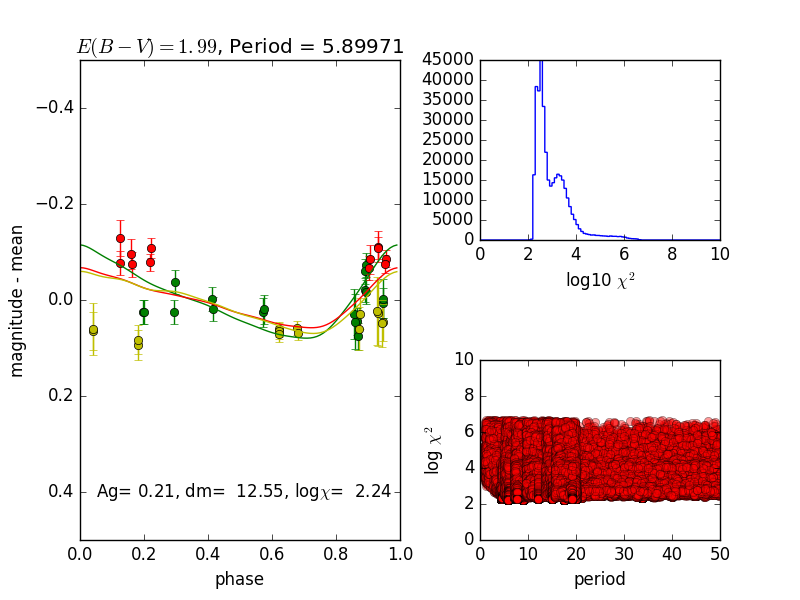 E(B − V) = 1.99, Period = 5.89971
−0.4
−0.2
0.0
0.2
0.4
magnitude - mean
Ag= 0.21, dm= 12.55, logχ= 2.24
0.0 0.2 0.4 0.6 0.8 1.0
phase
45000
40000
35000
30000
25000
20000
15000
10000
5000
0
0 2 4 6 8 10
log10 χ²
10
8
6
4
2
0
log χ²
0 10 20 30 40 50
period